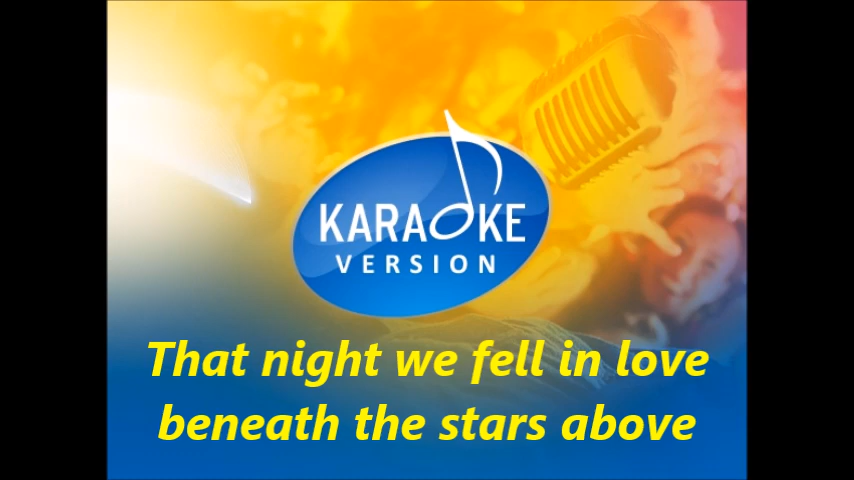 KARAOKE
VERSION
That night we fell in love
beneath the stars above